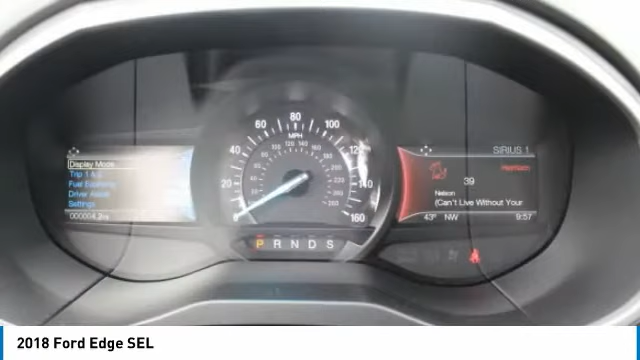 Display Mode
Trip 1 & 2
Fuel Economy
Driver Assist
Settings
000004.2mi
20
40
60
80
100
120
140
160
MPH
P R N D S
SIRIUS 1
39
Nelson
(Can't Live Without Your
43° NW
9:57
2018 Ford Edge SEL